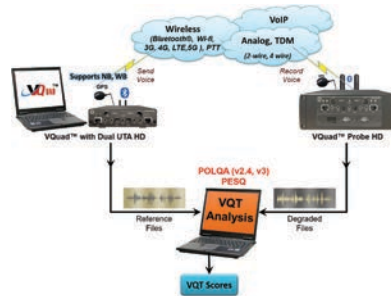 Wireless
(Bluetooth®, Wi-Fi,
3G, 4G, LTE,5G ), PTT
VoIP
Analog, TDM
(2-wire, 4 wire)
Send
Voice
Record
Voice
VQuad™
Supports NB, WB
GPS
VQuad™ with Dual UTA HD
VQuad™ Probe HD
POLQA (v2.4, v3)
PESQ
Reference
Files
VQT
Analysis
Degraded
Files
VQT Scores